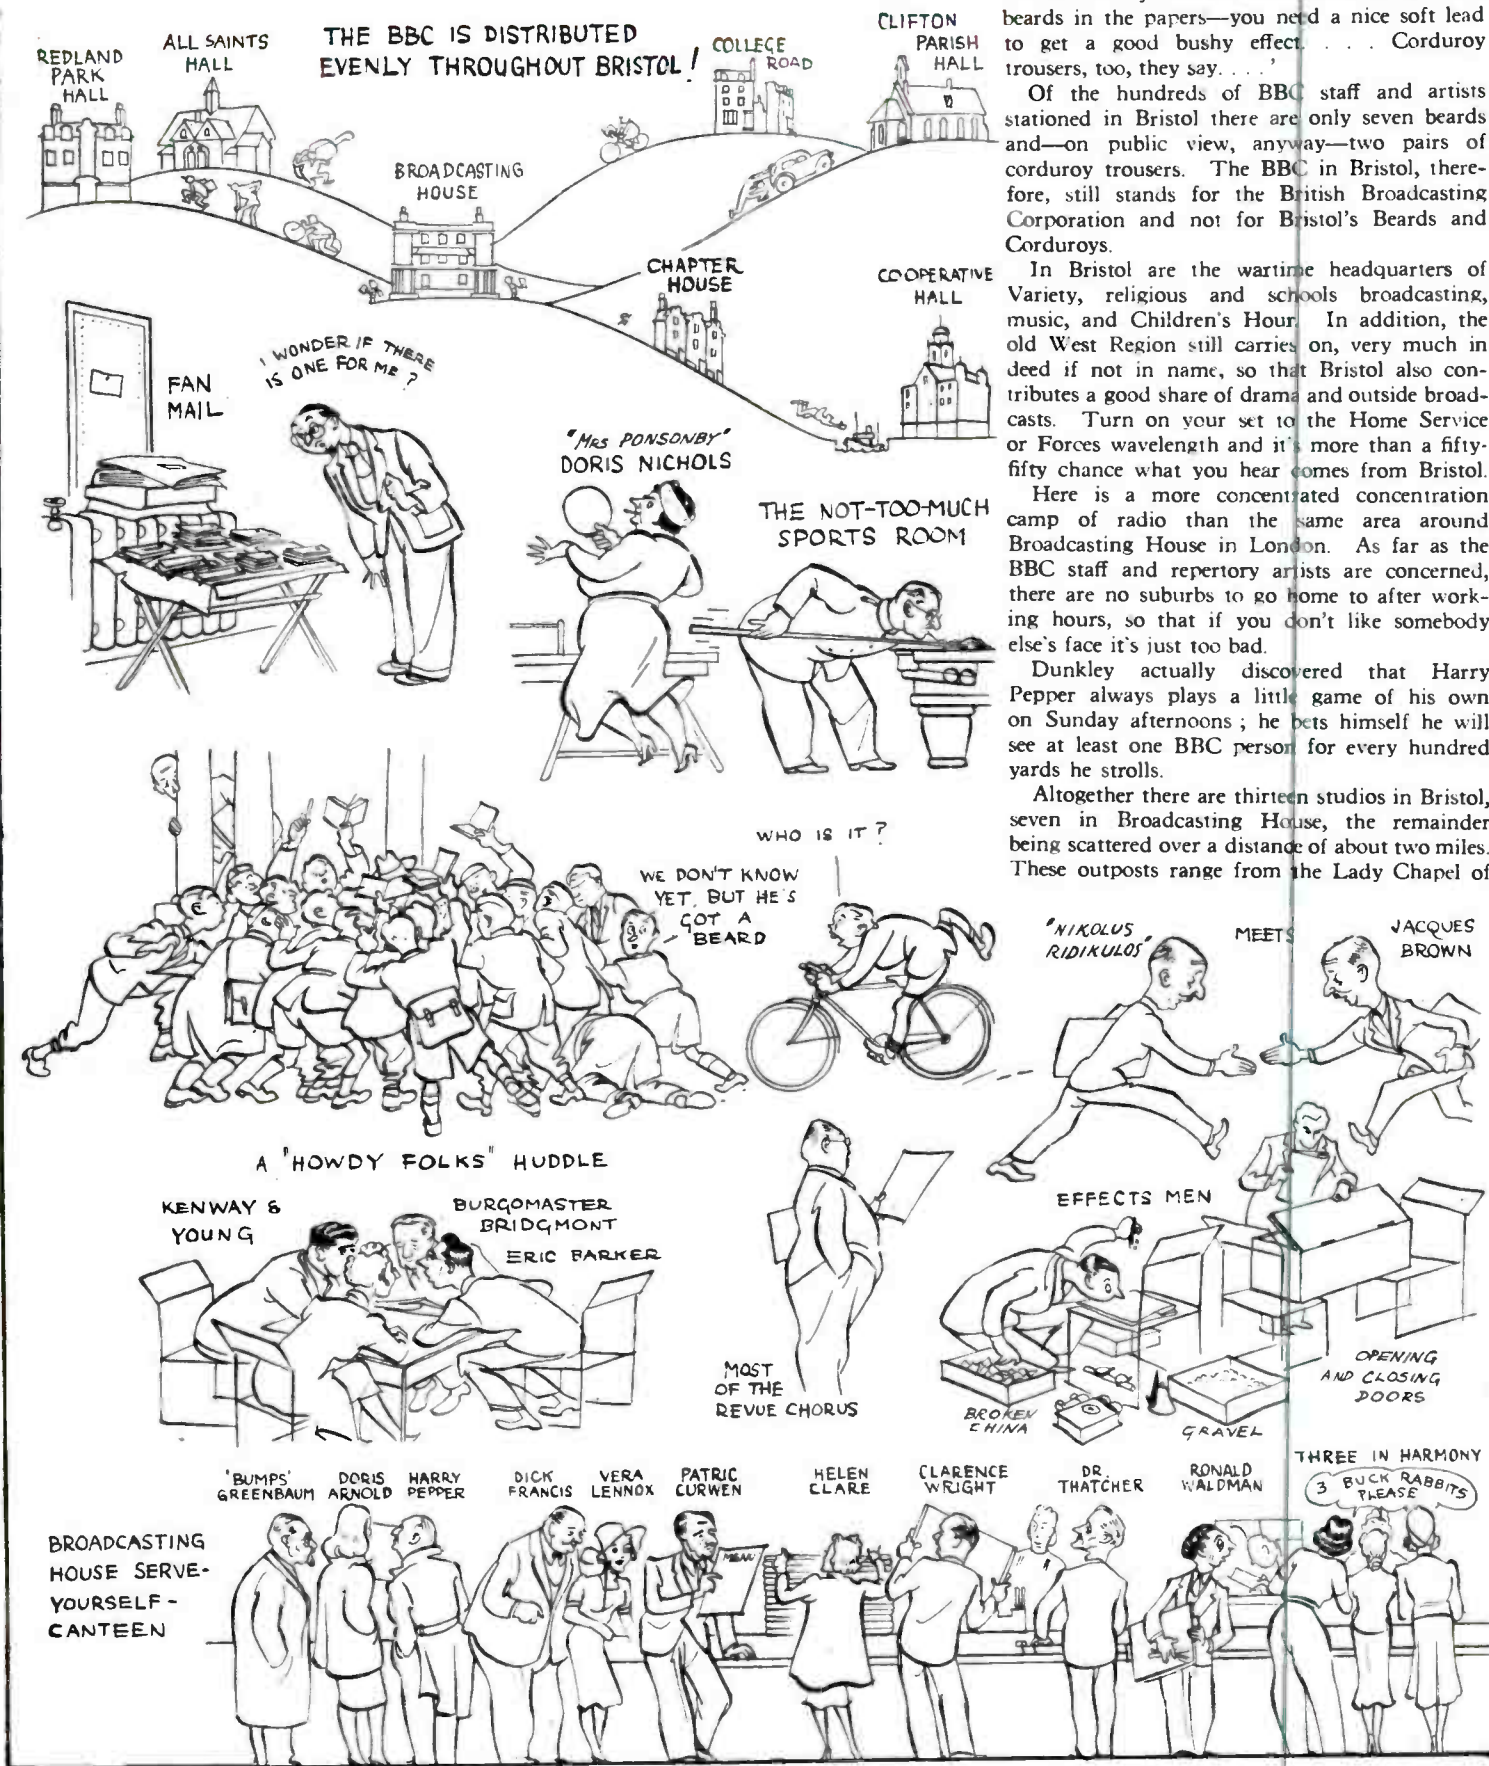 THE BBC IS DISTRIBUTED
EVENLY THROUGHOUT BRISTOL!
REDLAND
PARK
HALL
ALL SAINTS
HALL
BROADCASTING
HOUSE
COLLEGE
ROAD
CLIFTON
PARISH
HALL
CHAPTER
HOUSE
COOPERATIVE
HALL
FAN
MAIL
I WONDER IF THERE
IS ONE FOR ME?
"MRS PONSONBY"
DORIS NICHOLS
THE NOT-TOO-MUCH
SPORTS ROOM
beards in the papers—you need a nice soft lead
to get a good bushy effect. . . . Corduroy
trousers, too, they say. . . .'
Of the hundreds of BBC staff and artists
stationed in Bristol there are only seven beards
and—on public view, anyway—two pairs of
corduroy trousers. The BBC in Bristol, there-
fore, still stands for the British Broadcasting
Corporation and not for Bristol's Beards and
Corduroys.
In Bristol are the wartime headquarters of
Variety, religious and schools broadcasting,
music, and Children's Hour. In addition, the
old West Region still carries on, very much in
deed if not in name, so that Bristol also con-
tributes a good share of drama and outside broad-
casts. Turn on your set to the Home Service
or Forces wavelength and it's more than a fifty-
fifty chance what you hear comes from Bristol.
Here is a more concentrated concentration
camp of radio than the same area around
Broadcasting House in London. As far as the
BBC staff and repertory artists are concerned,
there are no suburbs to go home to after work-
ing hours, so that if you don't like somebody
else's face it's just too bad.
Dunkley actually discovered that Harry
Pepper always plays a little game of his own
on Sunday afternoons ; he bets himself he will
see at least one BBC person for every hundred
yards he strolls.
Altogether there are thirteen studios in Bristol,
seven in Broadcasting House, the remainder
being scattered over a distance of about two miles.
These outposts range from the Lady Chapel of
WHO IS IT?
WE DON'T KNOW
YET, BUT HE'S
GOT A
BEARD
"NIKOLUS
RIDIKULOS"
MEETS
JACQUES
BROWN
A "HOWDY FOLKS" HUDDLE
KENWAY &
YOUNG
BURGOMASTER
BRIDGMONT
ERIC BARKER
MOST
OF THE
REVUE CHORUS
EFFECTS MEN
BROKEN
CHINA
GRAVEL
OPENING
AND CLOSING
DOORS
BROADCASTING
HOUSE SERVE-
YOURSELF-
CANTEEN
'BUMPS'
GREENBAUM
DORIS
ARNOLD
HARRY
PEPPER
DICK
FRANCIS
VERA
LENNOX
PATRIC
CURWEN
MENU
HELEN
CLARE
CLARENCE
WRIGHT
DR.
THATCHER
RONALD
WALDMAN
THREE IN HARMONY
3 BUCK RABBITS
PLEASE